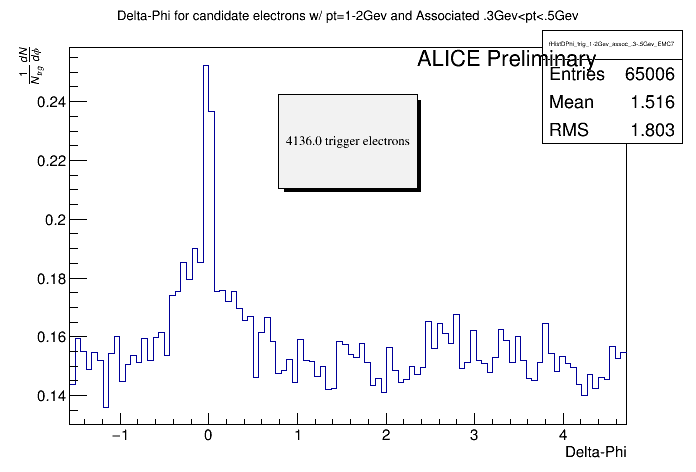 Delta-Phi for candidate electrons w/ pt=1-2Gev and Associated .3Gev<pt<.5GeV
1/N_trig dN/dϕ
ALICE Preliminary
fHistDPhi_trig_1-2Gev_assoc_.3-.5Gev_EMC7
Entries 65006
Mean 1.516
RMS 1.803
4136.0 trigger electrons
0.24
0.22
0.2
0.18
0.16
0.14
−1 0 1 2 3 4
Delta-Phi